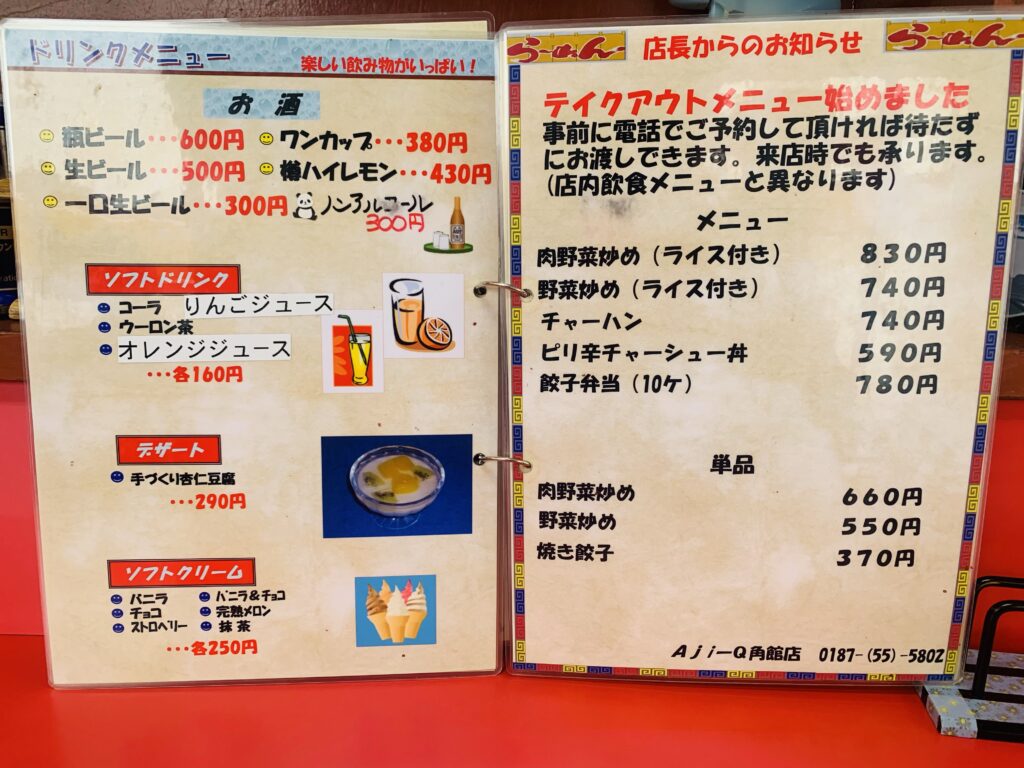 ドリンクメニュー
楽しい飲み物がいっぱい！
お酒
瓶ビール・・・600円
ワンカップ・・・380円
生ビール・・・500円
樽ハイレモン・・・430円
一口生ビール・・・300円
ノンアルコール
300円
ソフトドリンク
コーラ りんごジュース
ウーロン茶
オレンジジュース
・・・各160円
デザート
手づくり杏仁豆腐
・・・290円
ソフトクリーム
バニラ バニラ＆チョコ
チョコ 完熟メロン
ストロベリー 抹茶
・・・各250円
らーめん
店長からのお知らせ
らーめん
テイクアウトメニュー始めました
事前に電話でご予約して頂ければ待たず
にお渡しできます。来店時でも承ります。
(店内飲食メニューと異なります)
メニュー
肉野菜炒め（ライス付き） 830円
野菜炒め（ライス付き） 740円
チャーハン 740円
ピリ辛チャーシュー丼 590円
餃子弁当（10ケ） 780円
単品
肉野菜炒め 660円
野菜炒め 550円
焼き餃子 370円
Ａｊｉ－Ｑ角館店 0187-(55)-5802